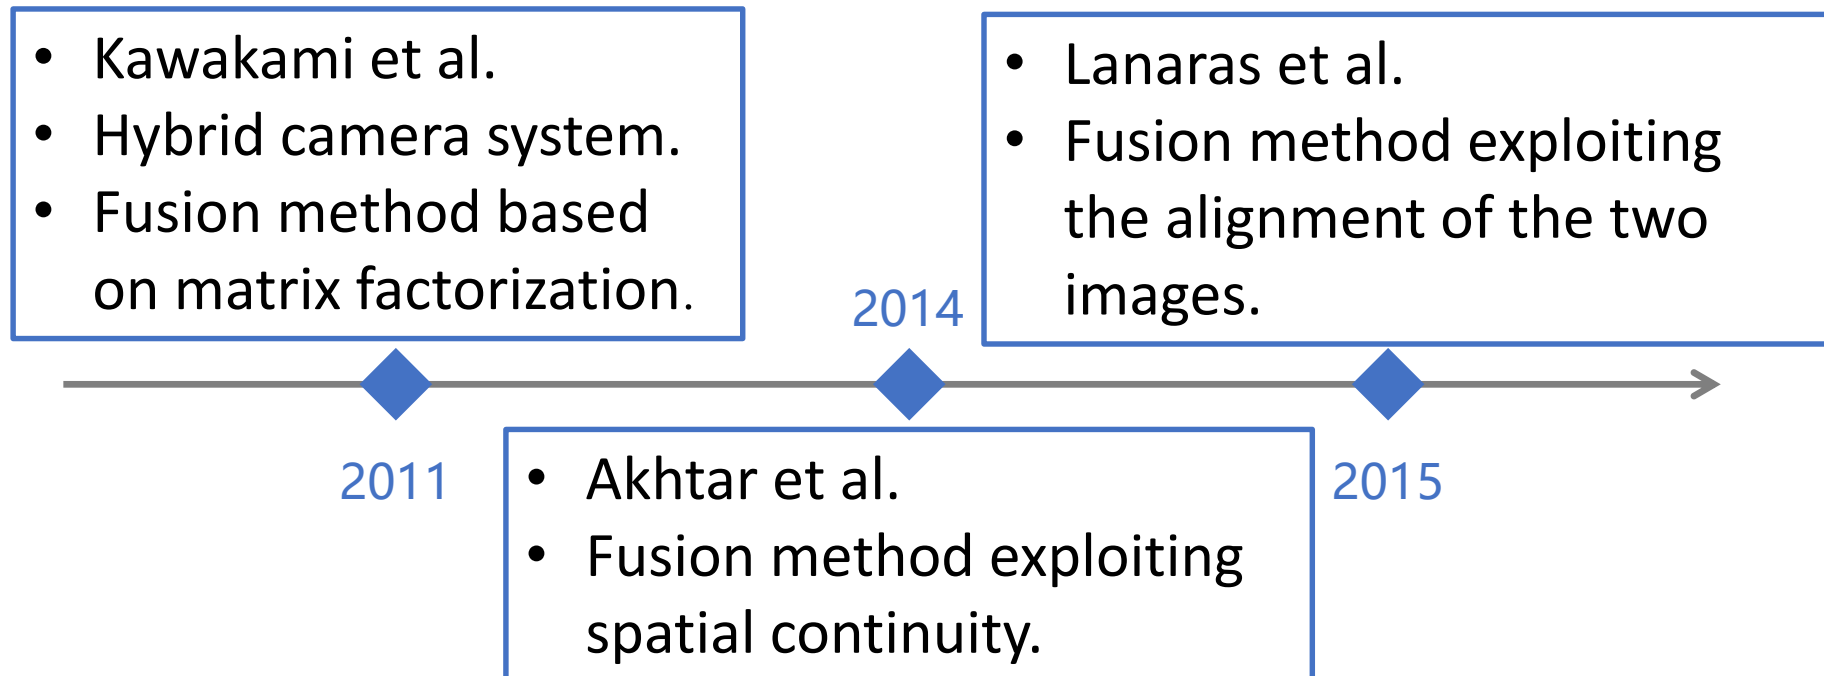 • Kawakami et al.
• Hybrid camera system.
• Fusion method based
on matrix factorization.
2011
2014
• Akhtar et al.
• Fusion method exploiting
spatial continuity.
• Lanaras et al.
• Fusion method exploiting
the alignment of the two
images.
2015